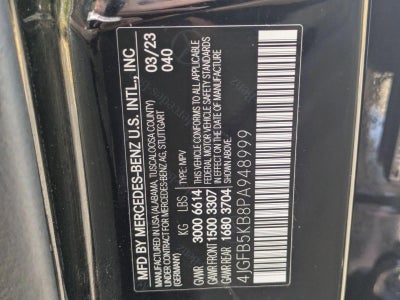 MFD BY MERCEDES-BENZ U.S. INTL., INC
MANUFACTURED IN USA (ALABAMA, TUSCALOOSA COUNTY)
UNDER CONTRACT FOR MERCEDES-BENZ AG, STUTTGART
(GERMANY) 03/23
040
KG LBS TYPE: MPV
GVWR 3000 6614 THIS VEHICLE CONFORMS TO ALL APPLICABLE
GAWR FRONT 1500 3307 FEDERAL MOTOR VEHICLE SAFETY STANDARDS
GAWR REAR 1680 3704 IN EFFECT ON THE DATE OF MANUFACTURE
SHOWN ABOVE
4JGFB5KB8PA948999